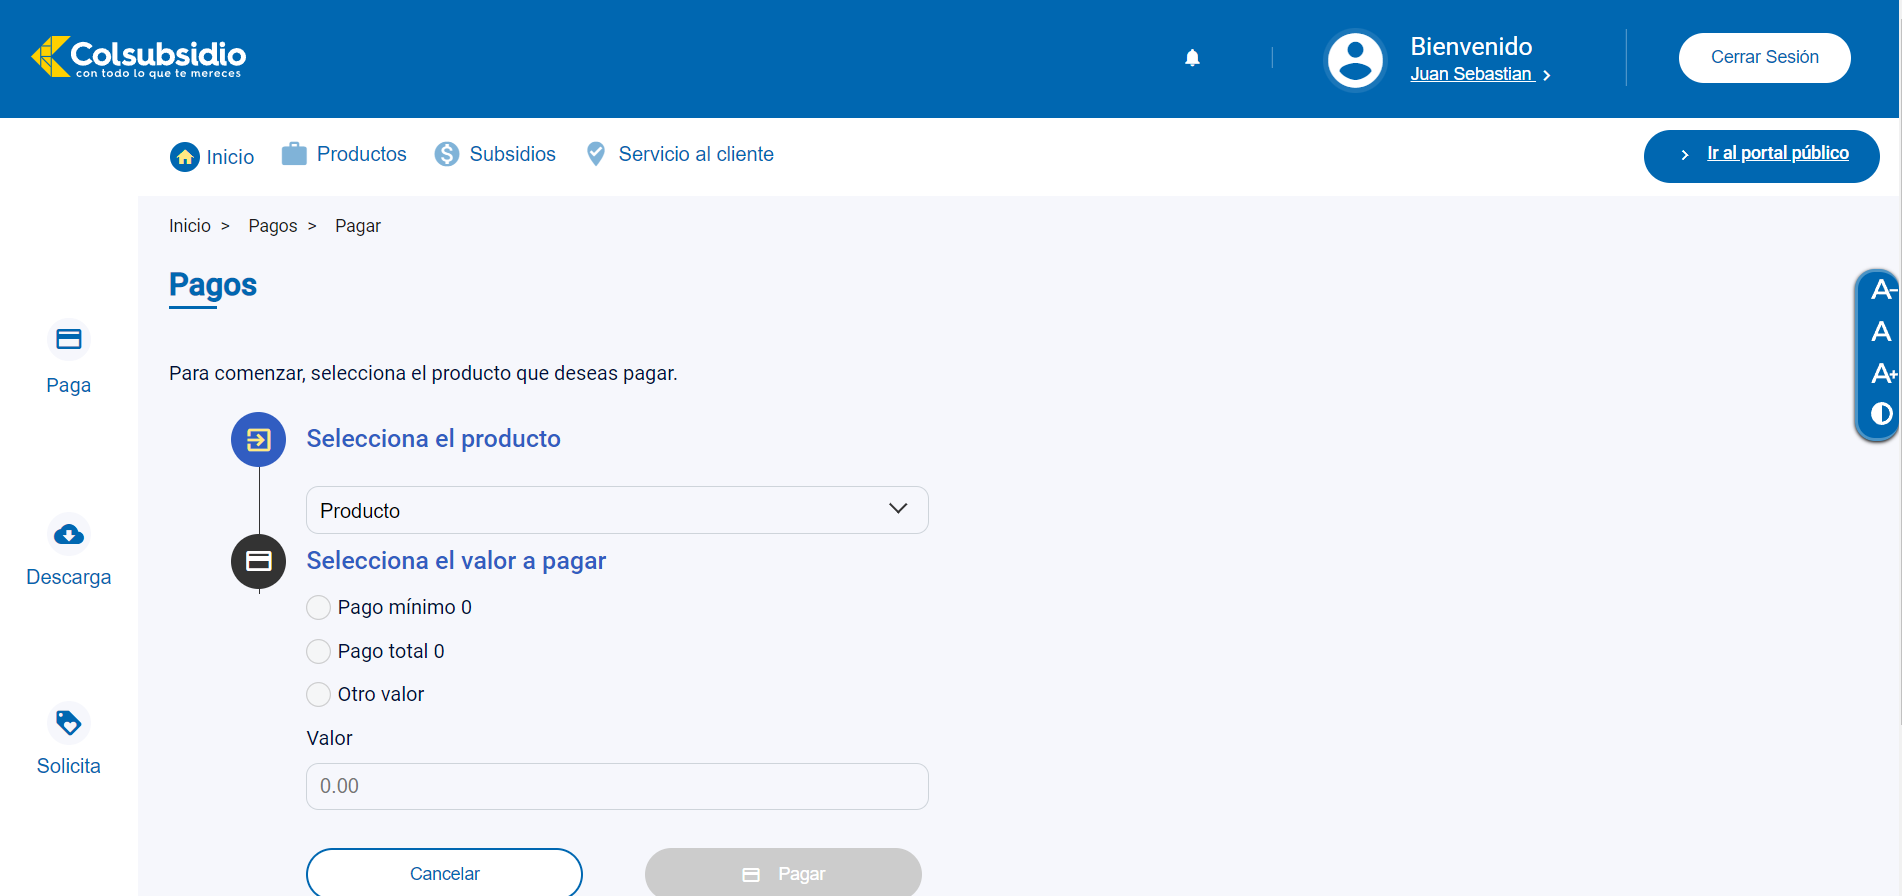 Colsubsidio
con todo lo que te mereces
Bienvenido
Juan Sebastian
Cerrar Sesión
Inicio
Productos
Subsidios
Servicio al cliente
Ir al portal público
Inicio > Pagos > Pagar
Pagos
Paga
Descarga
Solicita
Para comenzar, selecciona el producto que deseas pagar.
Selecciona el producto
Producto
Selecciona el valor a pagar
Pago mínimo 0
Pago total 0
Otro valor
Valor
0.00
Cancelar
Pagar
A-
A
A+